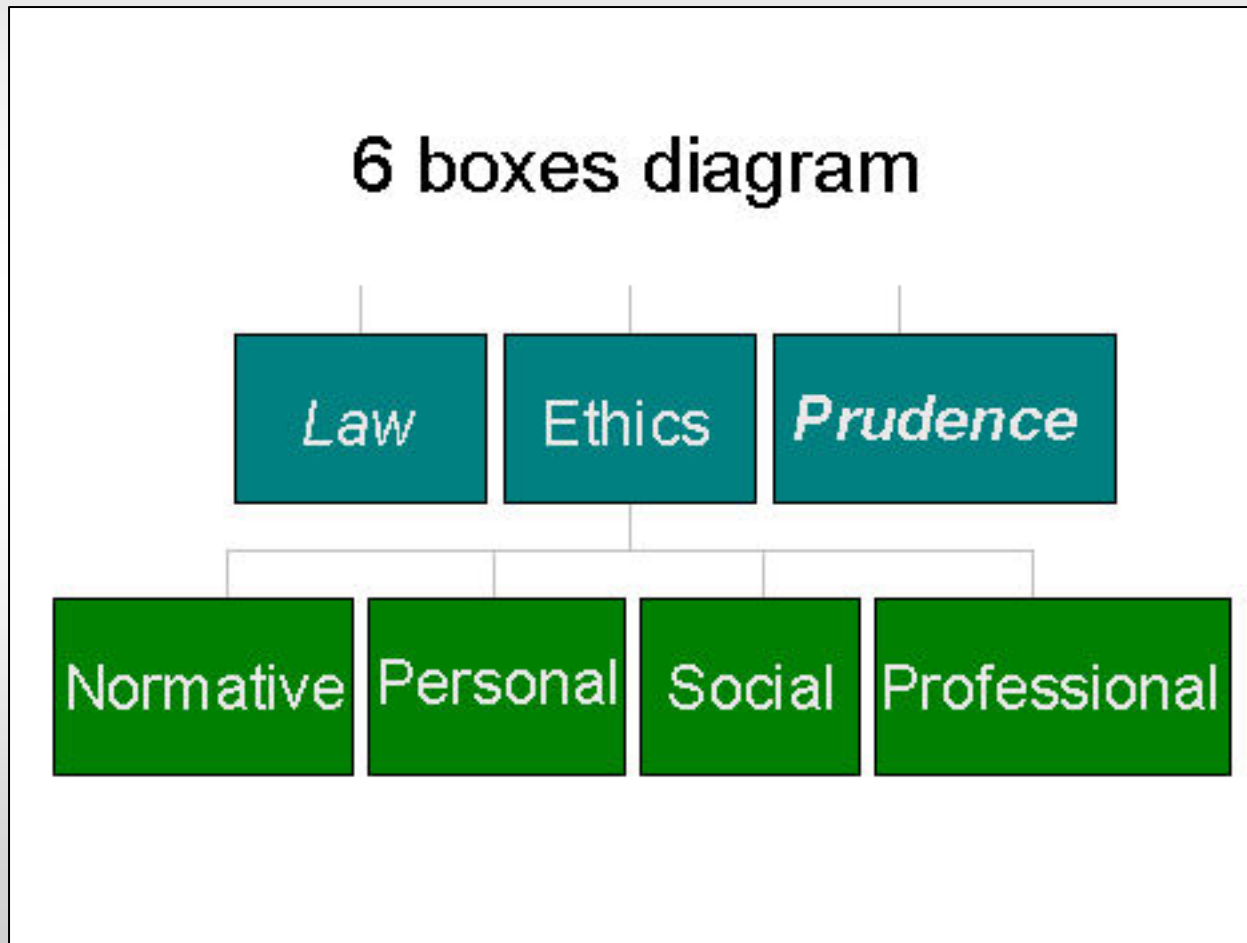 6 boxes diagram
Law Ethics Prudence
Normative Personal Social Professional